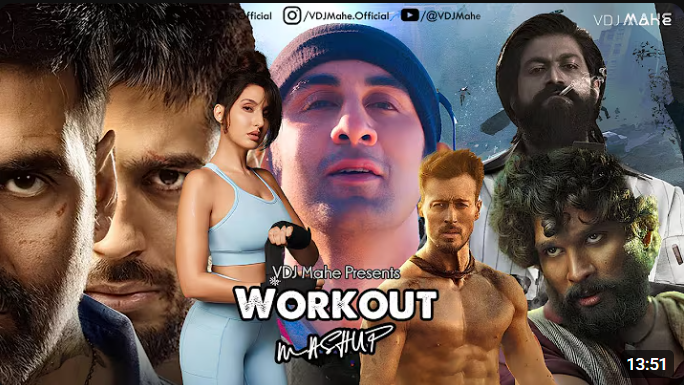 Official /VDJMahe.Official /@VDJMahe
VDJ MAHE
VDJ Mahe Presents
WORKOUT
MASHUP
13:51